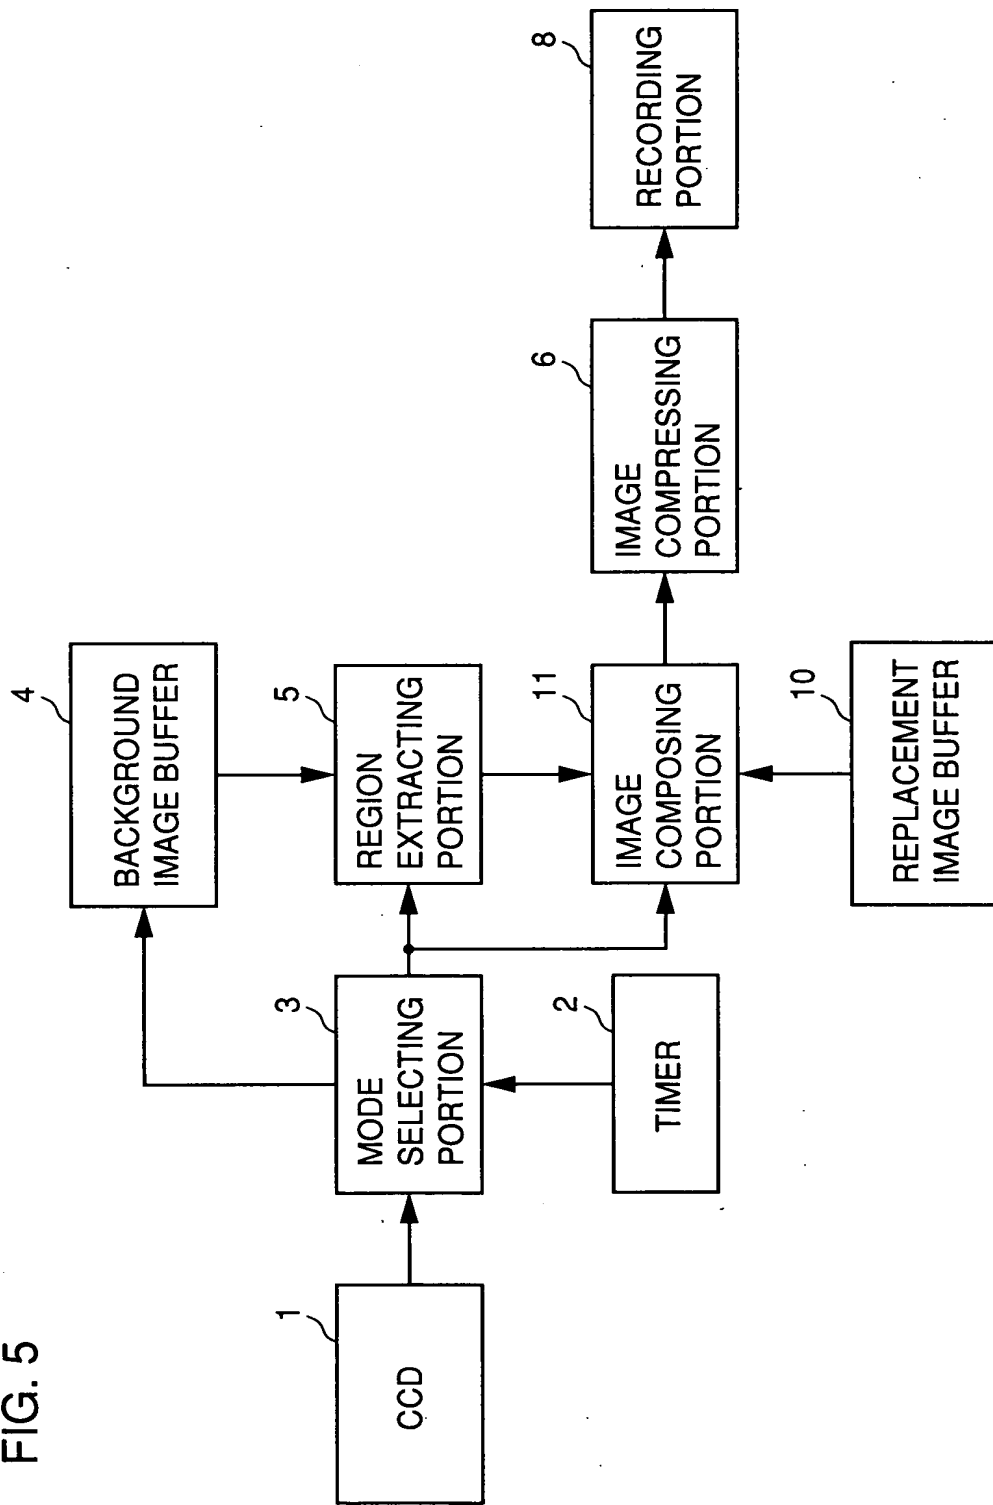 FIG. 5
1
CCD
2
TIMER
3
MODE
SELECTING
PORTION
4
BACKGROUND
IMAGE BUFFER
5
REGION
EXTRACTING
PORTION
11
IMAGE
COMPOSING
PORTION
10
REPLACEMENT
IMAGE BUFFER
6
IMAGE
COMPRESSING
PORTION
8
RECORDING
PORTION